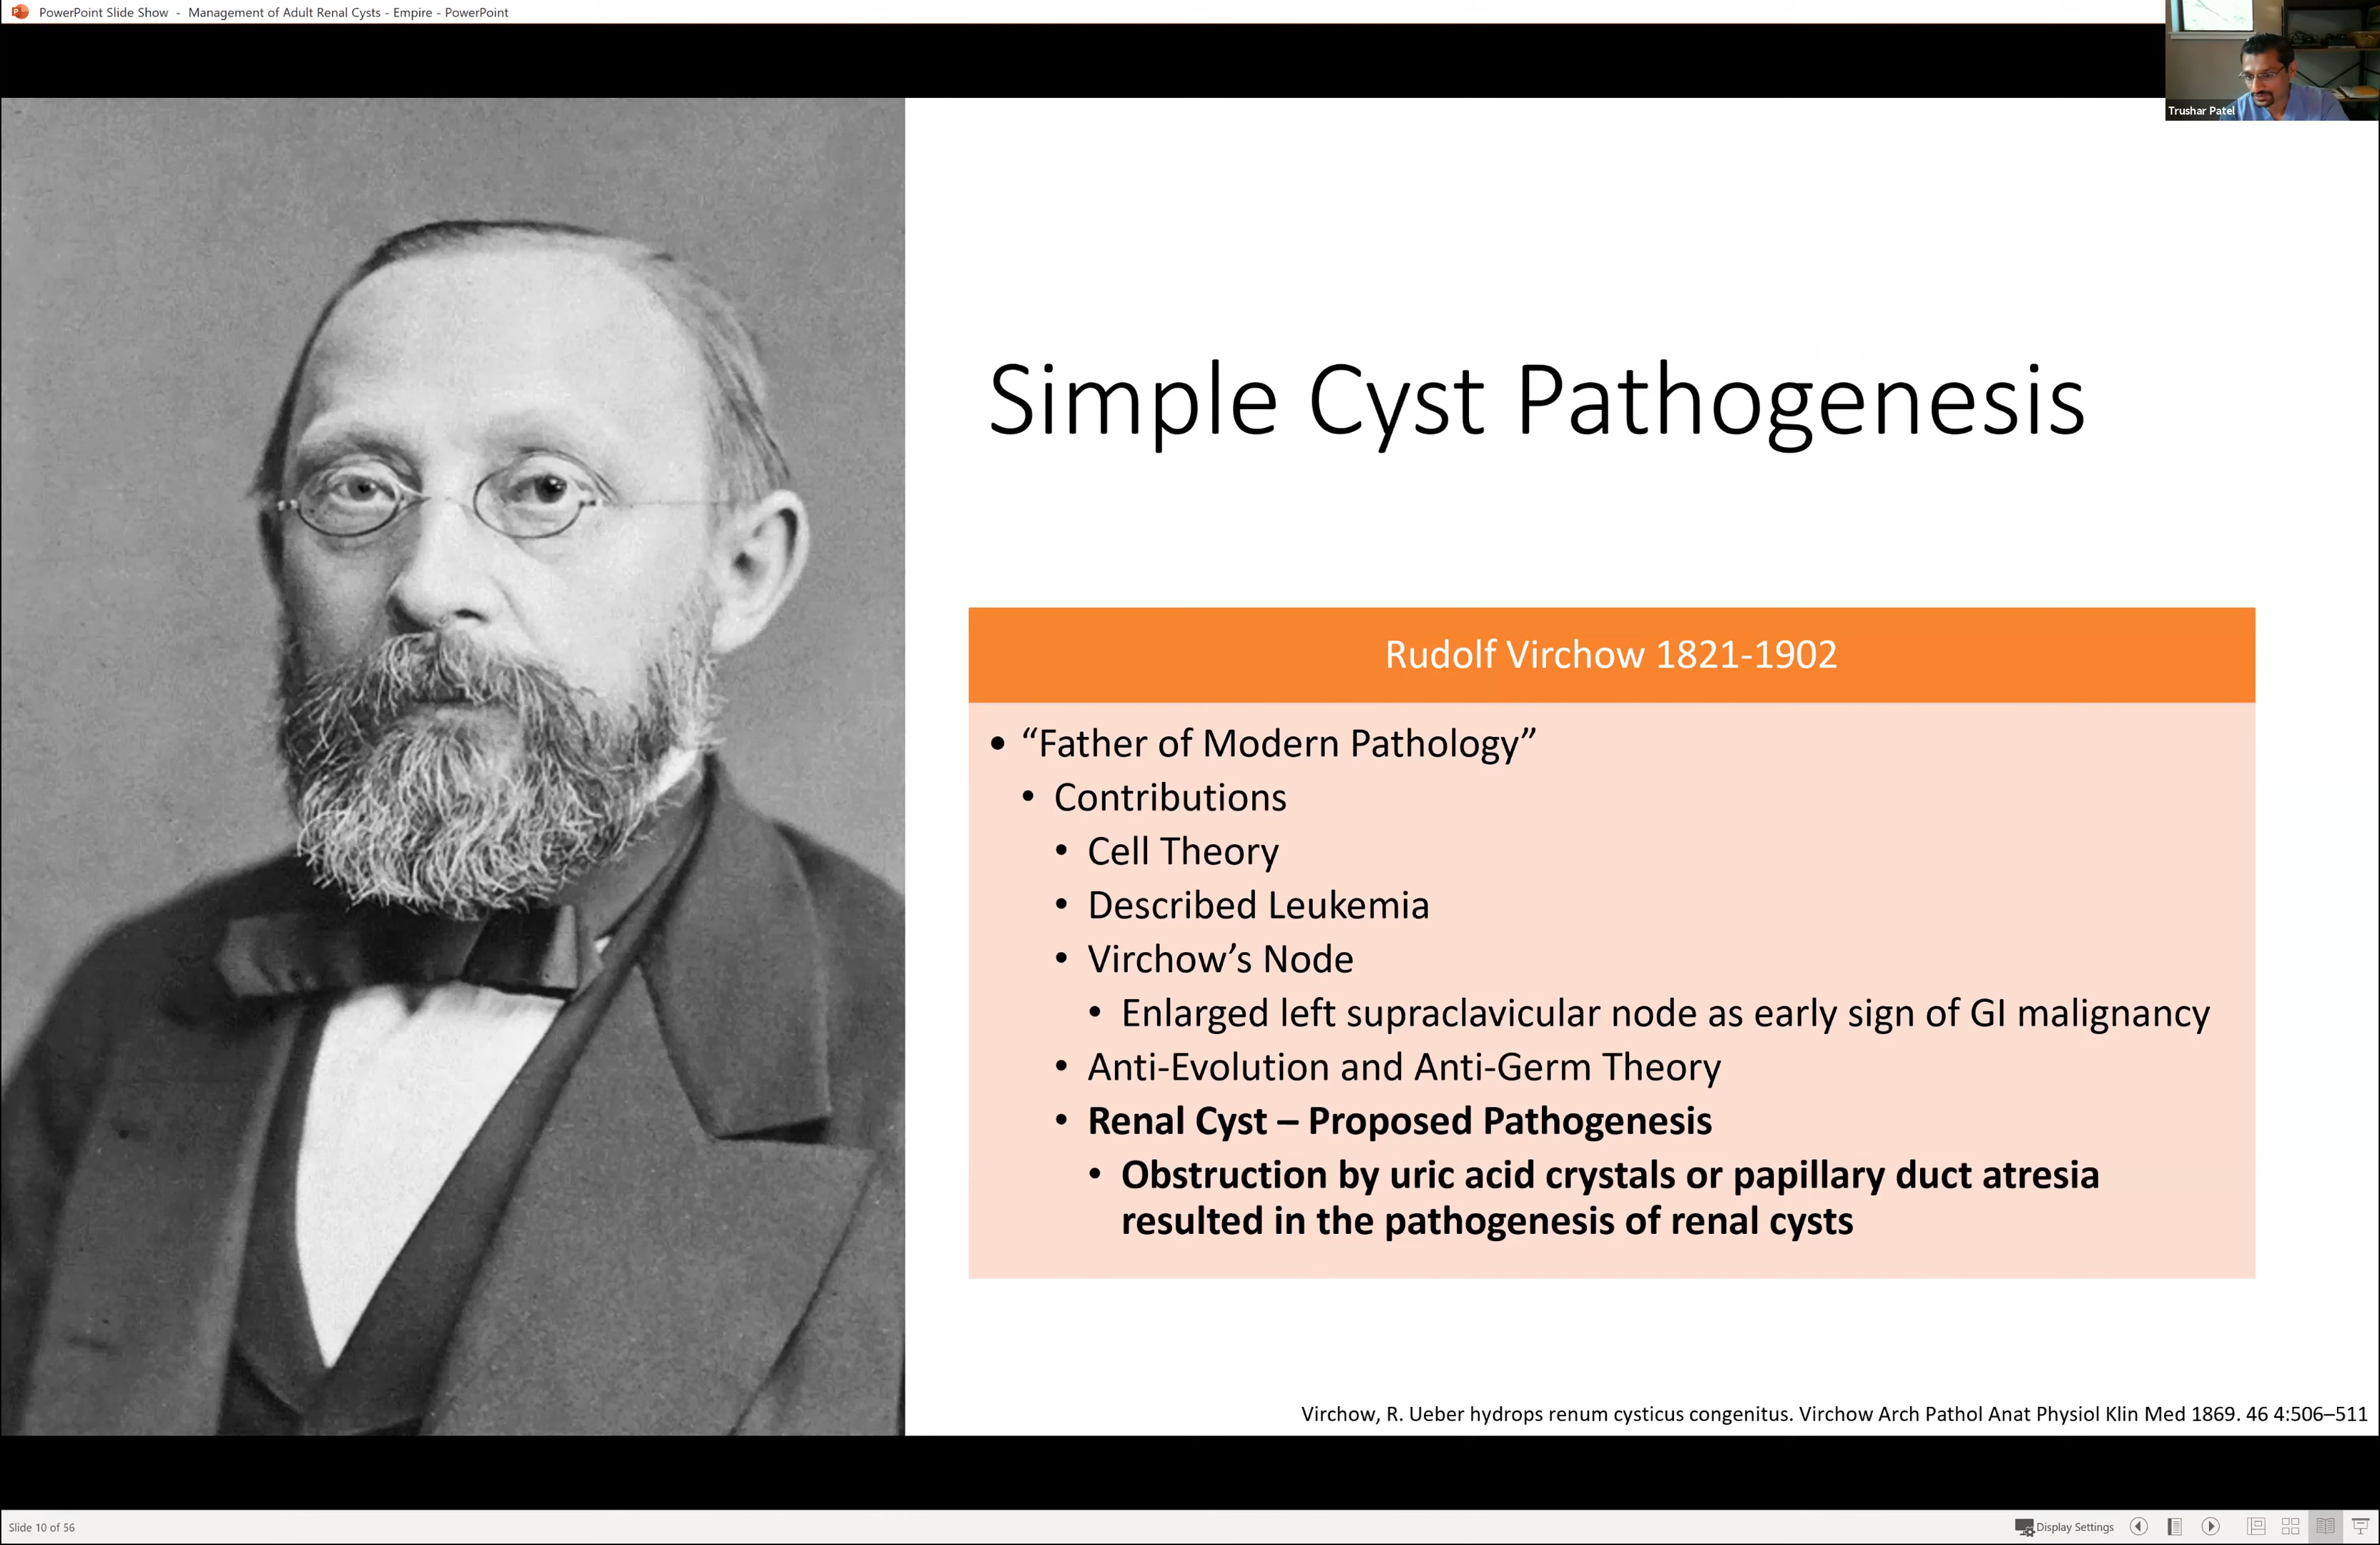 PowerPoint Slide Show - Management of Adult Renal Cysts - Empire - PowerPoint
Trushar Patel
Simple Cyst Pathogenesis
Rudolf Virchow 1821-1902
• “Father of Modern Pathology”
• Contributions
• Cell Theory
• Described Leukemia
• Virchow’s Node
• Enlarged left supraclavicular node as early sign of GI malignancy
• Anti-Evolution and Anti-Germ Theory
• Renal Cyst – Proposed Pathogenesis
• Obstruction by uric acid crystals or papillary duct atresia
resulted in the pathogenesis of renal cysts
Virchow, R. Ueber hydrops renum cysticus congenitus. Virchow Arch Pathol Anat Physiol Klin Med 1869. 46 4:506–511
Slide 10 of 56
Display Settings